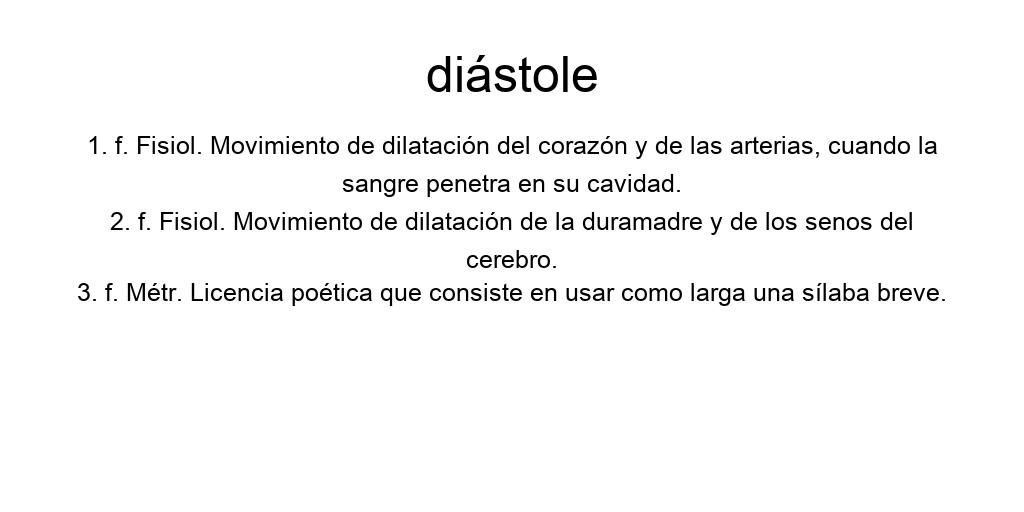 diástole
1. f. Fisiol. Movimiento de dilatación del corazón y de las arterias, cuando la
sangre penetra en su cavidad.
2. f. Fisiol. Movimiento de dilatación de la duramadre y de los senos del
cerebro.
3. f. Métr. Licencia poética que consiste en usar como larga una sílaba breve.